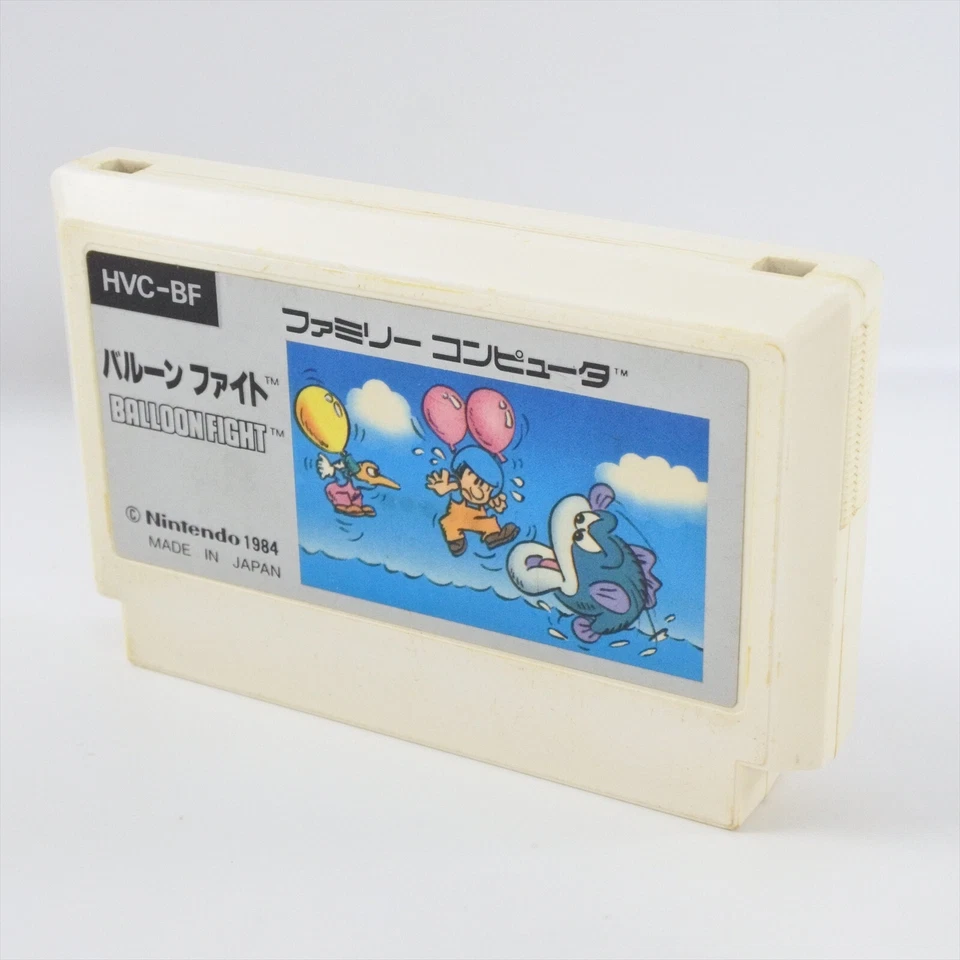 HVC-BF
ファミリー コンピュータ™
バルーン ファイト™
BALLOON FIGHT™
© Nintendo 1984
MADE IN JAPAN